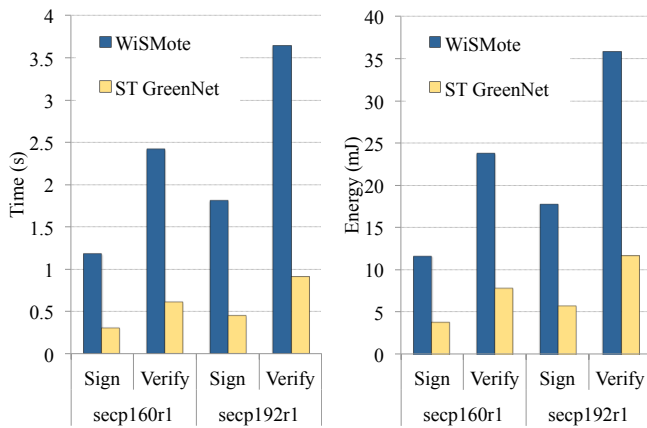 4
3.5
3
2.5
2
1.5
1
0.5
0
Time (s)
WiSMote
ST GreenNet
Sign Verify Sign Verify
secp160r1 secp192r1
40
35
30
25
20
15
10
5
0
Energy (mJ)
WiSMote
ST GreenNet
Sign Verify Sign Verify
secp160r1 secp192r1